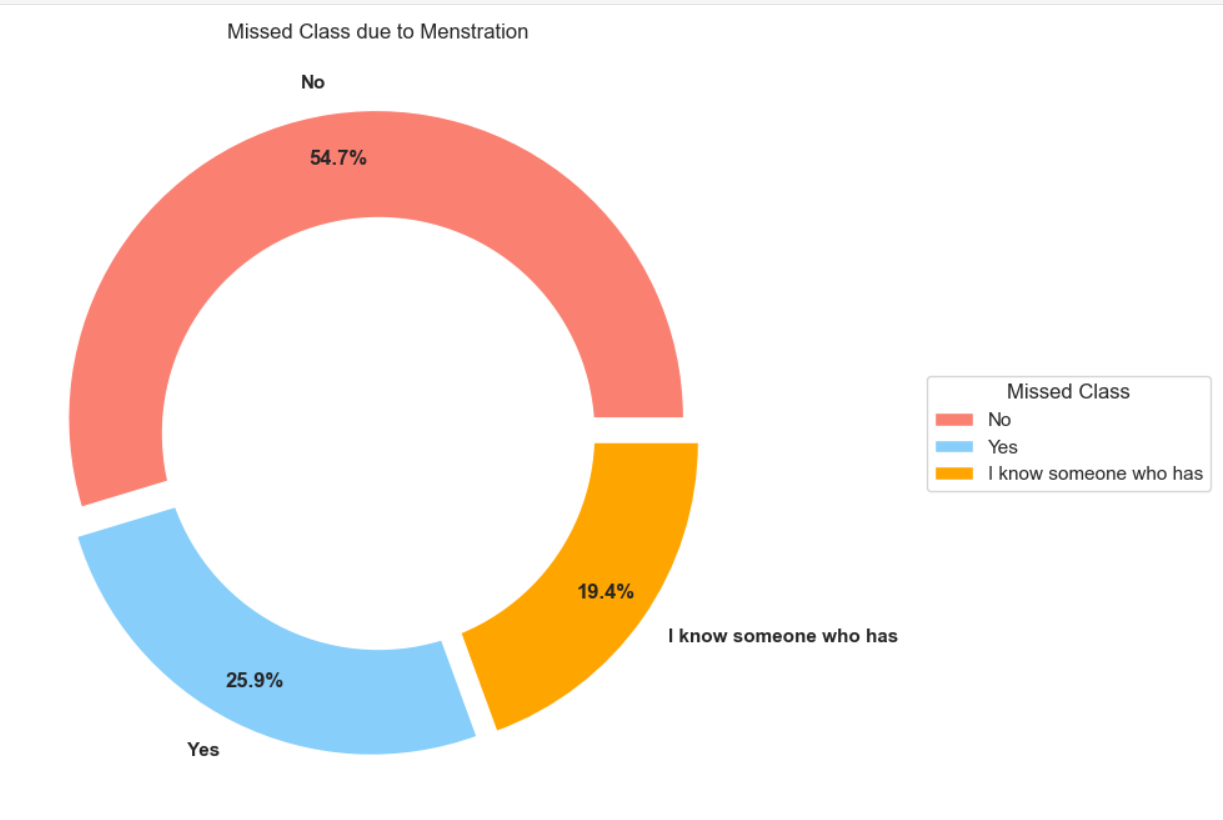 Missed Class due to Menstration
No
54.7%
Missed Class
No
Yes
I know someone who has
19.4%
I know someone who has
25.9%
Yes